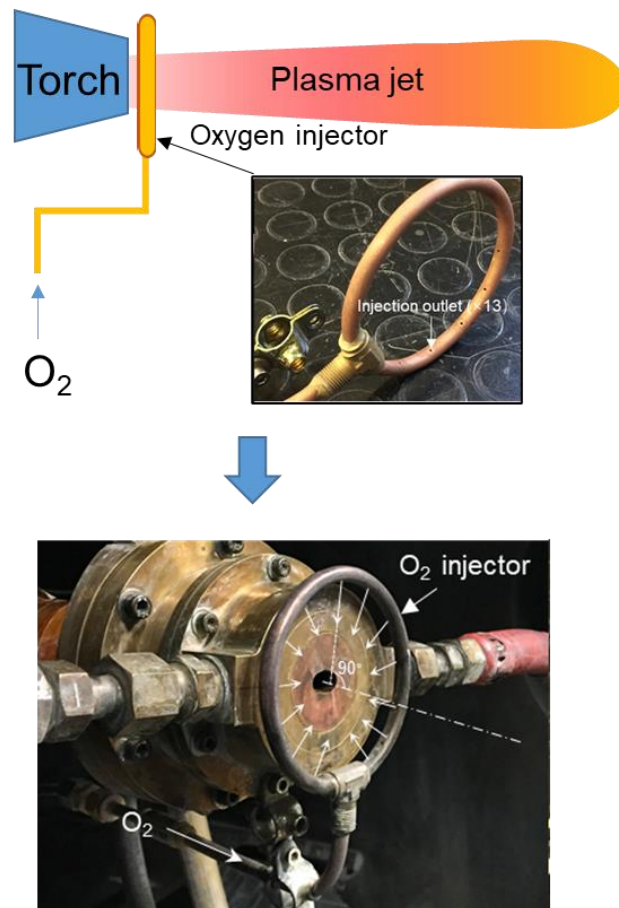 Torch
Plasma jet
Oxygen injector
Injection outlet (×13)
O₂
O₂ injector
90°
O₂